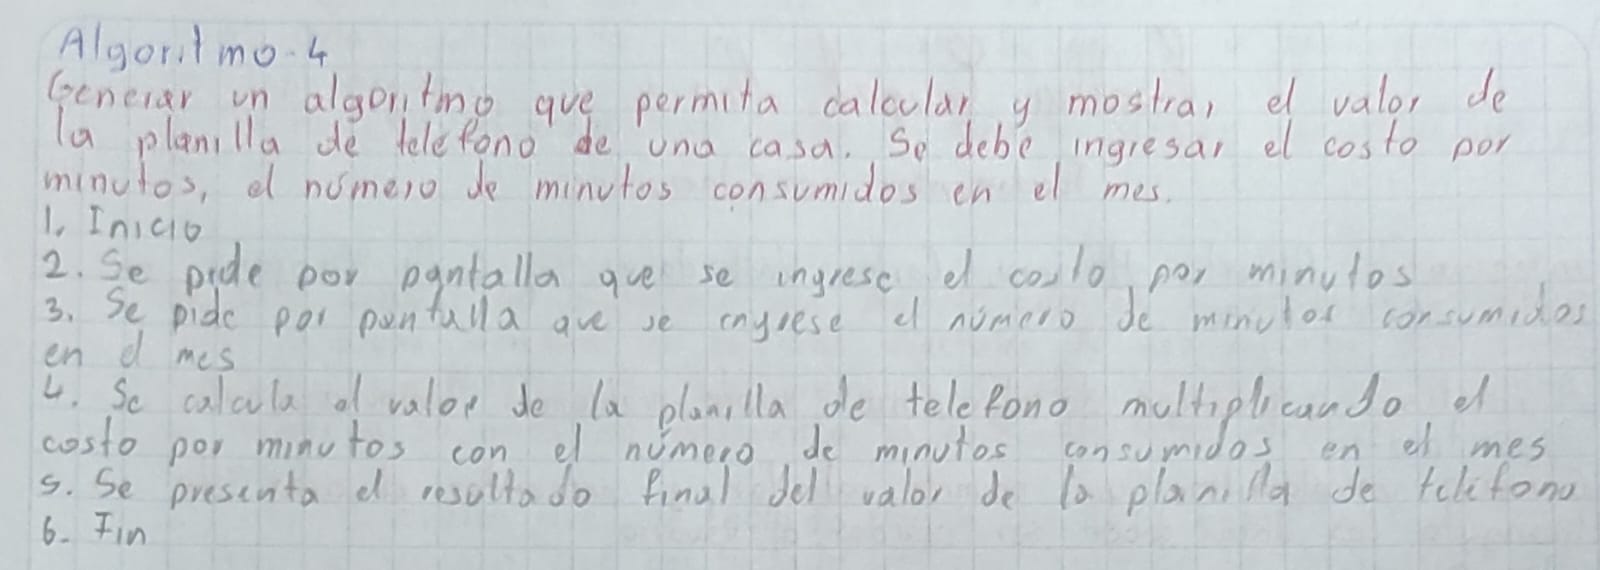 Algoritmo-4
Generar un algoritmo que permita calcular y mostrar el valor de
la planilla de telefono de una casa. Se debe ingresar el costo por
minutos, el número de minutos consumidos en el mes.
1. Inicio
2. Se pide por pantalla que se ingrese el costo por minutos
3. Se pide por pantalla que se ingrese el número de minutos consumidos
en el mes
4. Se calcula el valor de la planilla de telefono multiplicando el
costo por minutos con el número de minutos consumidos en el mes
5. Se presenta el resultado final del valor de la planilla de telefono
6. Fin